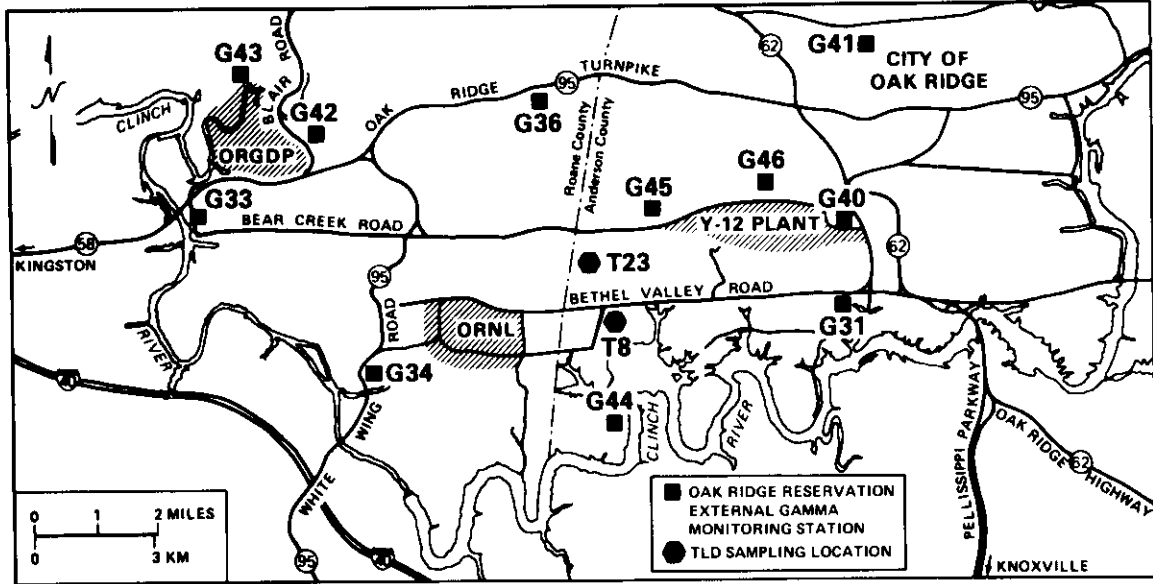 62
G41
CITY OF
OAK RIDGE
G43
BLAIR ROAD
TURNPIKE
N
95
RIDGE
95
CLINCH
G42
OAK
G36
Roane County
Anderson County
ORGDP
G46
G33
G45
G40
BEAR CREEK ROAD
Y-12 PLANT
58
KINGSTON
62
T23
95
BETHEL VALLEY ROAD
RIVER
ROAD
ORNL
G31
T8
40
G34
G44
WING
CLINCH
RIVER
PELLISSIPPI PARKWAY
OAK RIDGE
HIGHWAY
62
WHITE
OAK RIDGE RESERVATION
EXTERNAL GAMMA
MONITORING STATION
TLD SAMPLING LOCATION
0 1 2 MILES
0 3 KM
95
40
KNOXVILLE